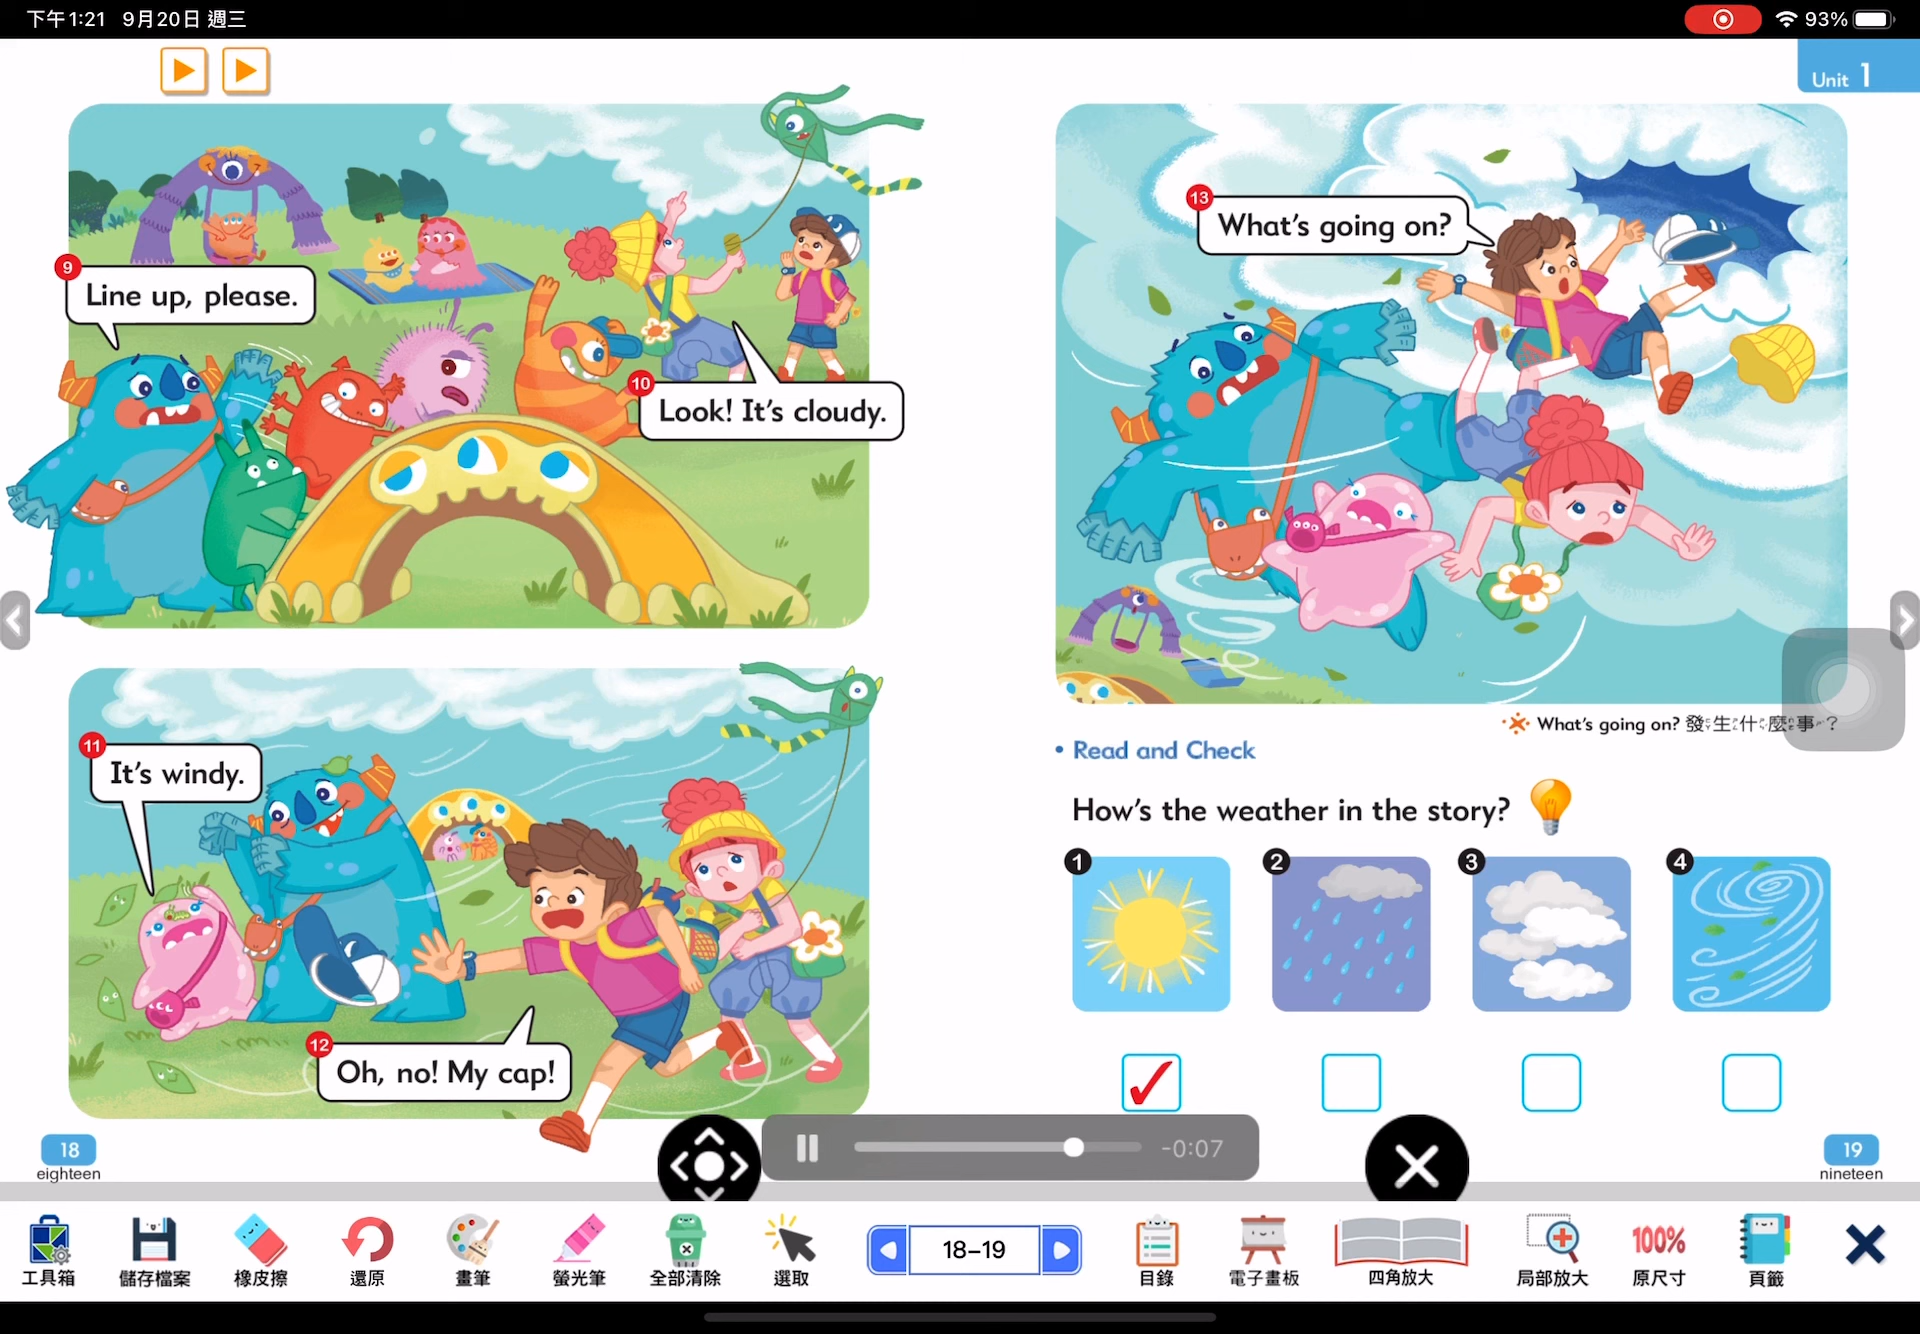 下午1:21 9月20日 週三
93%
Unit 1
9
Line up, please.
10
Look! It's cloudy.
11
It's windy.
12
Oh, no! My cap!
18
eighteen
13
What's going on?
What's going on? 發生什麼事?
• Read and Check
How's the weather in the story?
1
2
3
4
19
nineteen
-0:07
工具箱
儲存檔案
橡皮擦
還原
畫筆
螢光筆
全部清除
選取
18-19
目錄
電子畫板
四角放大
局部放大
100%
原尺寸
頁籤